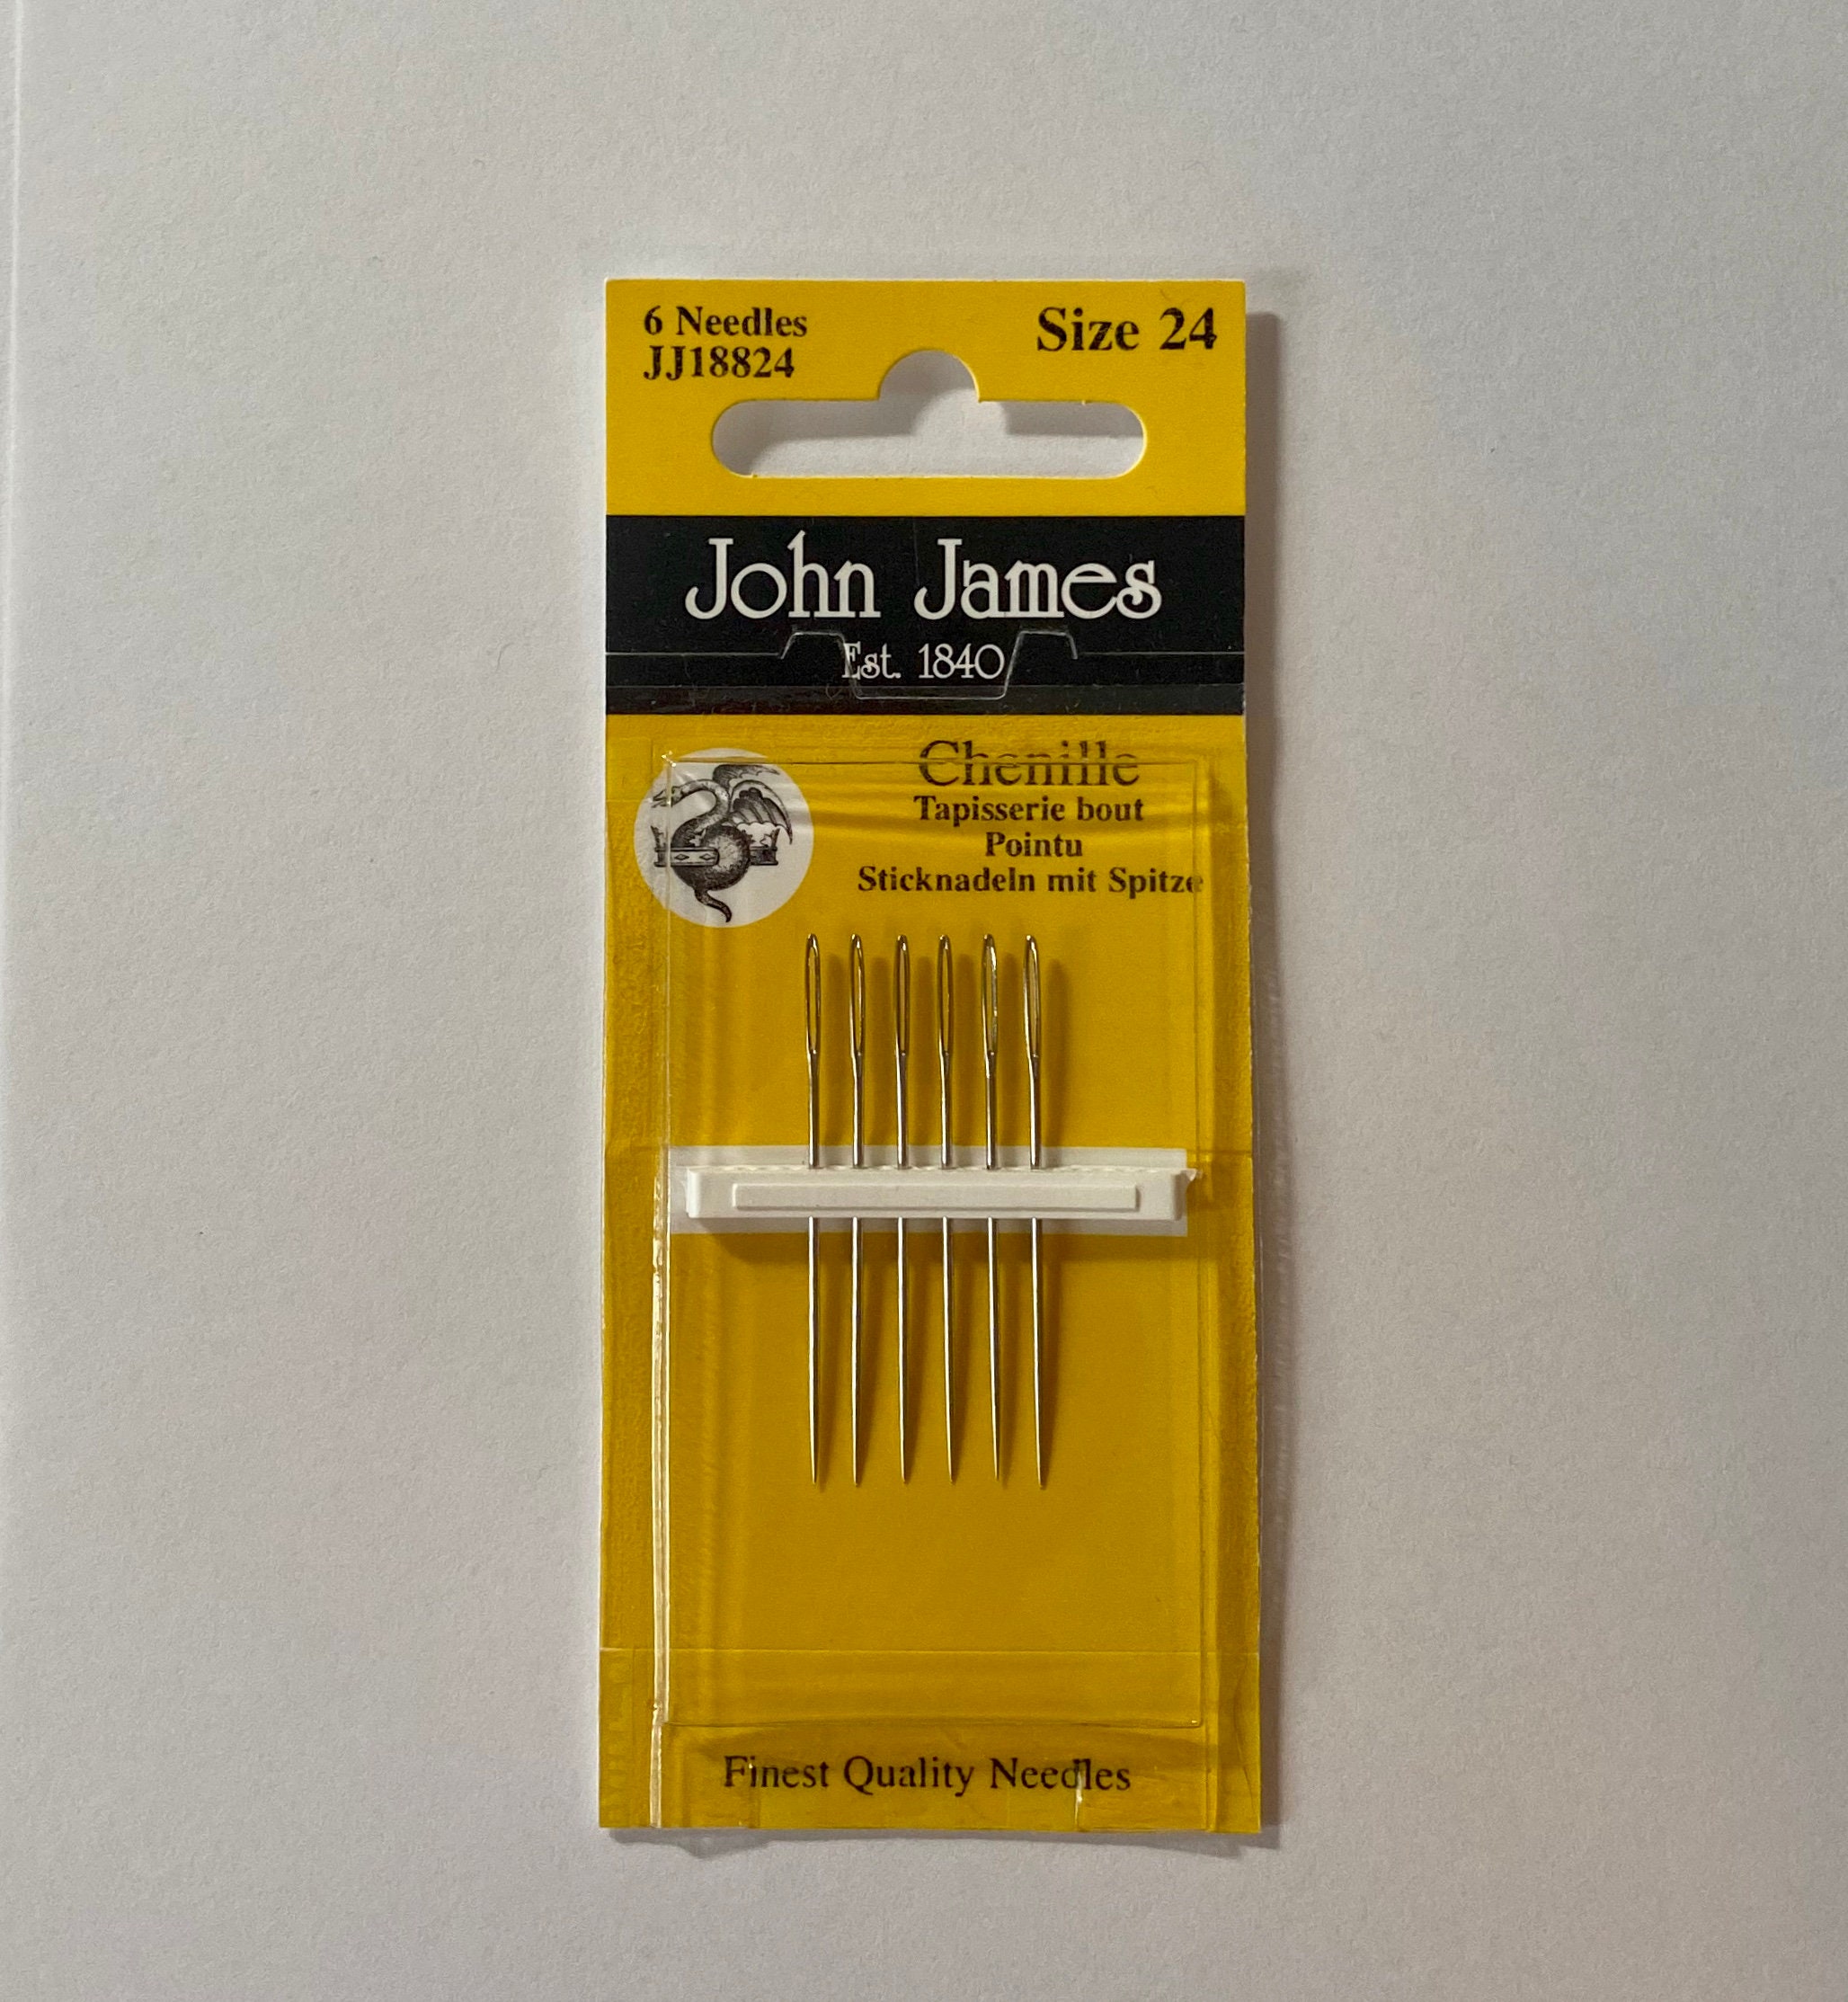 6 Needles
JJ18824
Size 24
John James
Est. 1840
Chenille
Tapisserie bout
Pointu
Sticknadeln mit Spitze
Finest Quality Needles